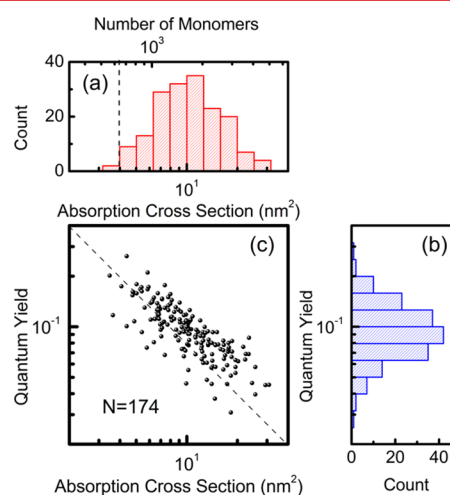 Number of Monomers
10³
(a)
40
20
0
Count
10¹
Absorption Cross Section (nm²)
(c)
10⁻¹
Quantum Yield
N=174
10¹
Absorption Cross Section (nm²)
(b)
10⁻¹
Quantum Yield
0 20 40
Count